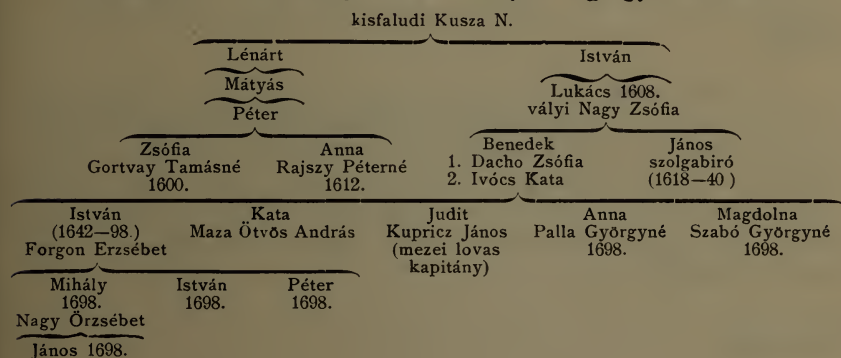 kisfaludi Kusza N.
Lénárt István
Mátyás Lukács 1608.
Péter vályi Nagy Zsófia
Zsófia Anna Benedek János
Gortvay Tamásné Rajszy Péterné 1. Dacho Zsófia szolgabiró
1600. 1612. 2. Ivócs Kata (1618—40)
István Kata Judit Anna Magdolna
(1642—98.) Maza Ötvös András Kupricz János Palla Györgyné Szabó Györgyné
Forgon Erzsébet (mezei lovas 1698. 1698.
kapitány)
Mihály István Péter
1698. 1698. 1698.
Nagy Örzsébet
János 1698.